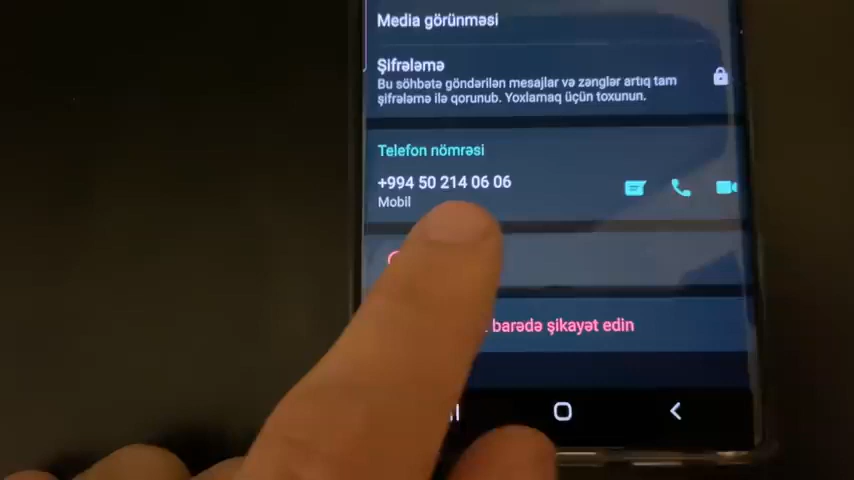 Media görünməsi
Şifrələmə
Bu söhbətə göndərilən mesajlar və zənglər artıq tam
şifrələmə ilə qorunub. Yoxlamaq üçün toxunun.
Telefon nömrəsi
+994 50 214 06 06
Mobil
barədə şikayət edin